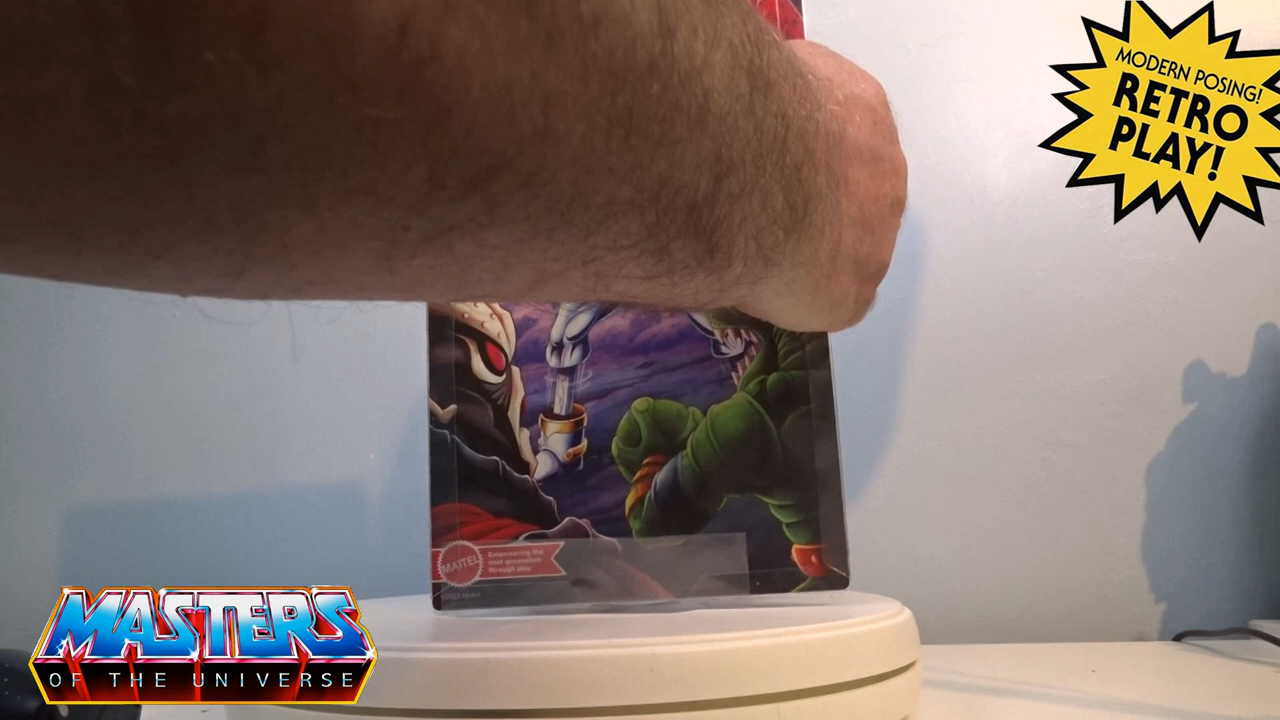 MODERN POSING!
RETRO
PLAY!
MATTEL
Empowering the
next generation
through play.
MASTERS
OF THE UNIVERSE